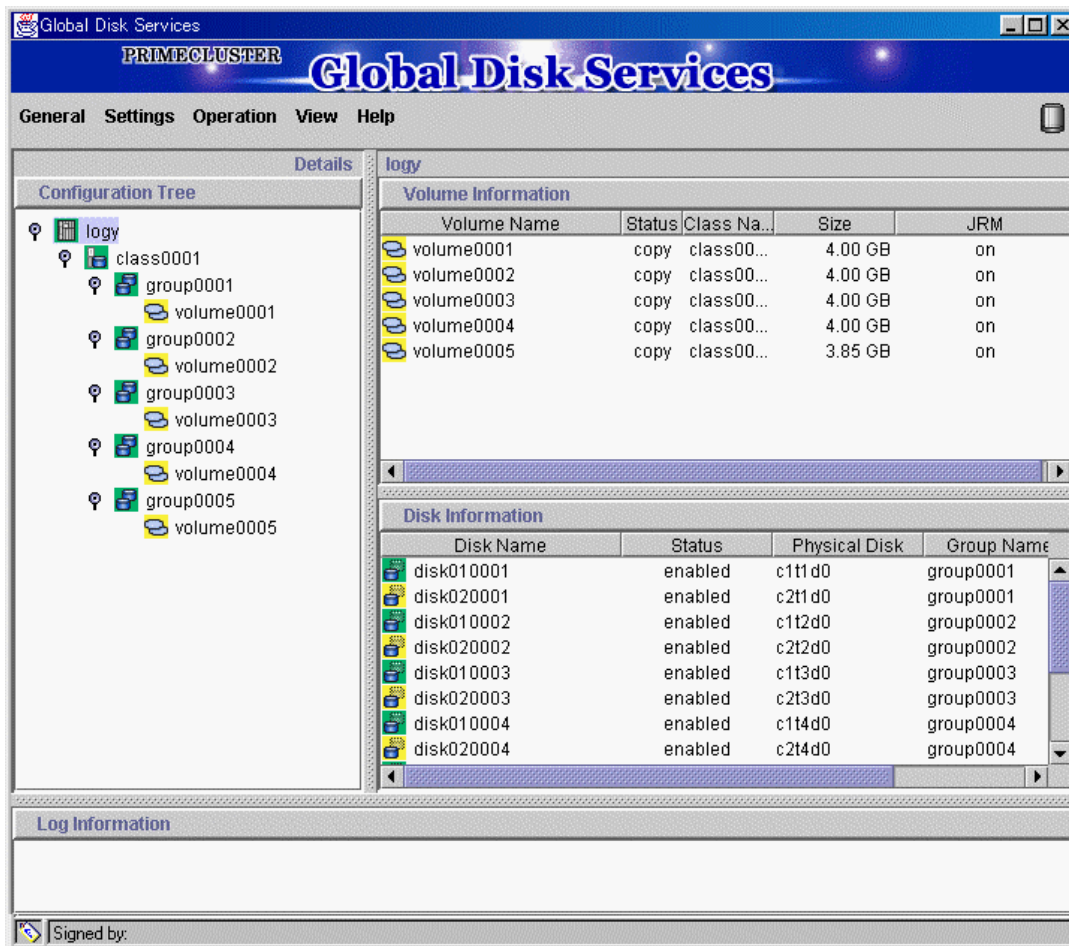 Global Disk Services
PRIMECLUSTER
Global Disk Services
General Settings Operation View Help
Details
Configuration Tree
logy
class0001
group0001
volume0001
group0002
volume0002
group0003
volume0003
group0004
volume0004
group0005
volume0005
logy
Volume Information
Volume Name Status Class Na... Size JRM
volume0001 copy class00... 4.00 GB on
volume0002 copy class00... 4.00 GB on
volume0003 copy class00... 4.00 GB on
volume0004 copy class00... 4.00 GB on
volume0005 copy class00... 3.85 GB on
Disk Information
Disk Name Status Physical Disk Group Name
disk010001 enabled c1t1d0 group0001
disk020001 enabled c2t1d0 group0001
disk010002 enabled c1t2d0 group0002
disk020002 enabled c2t2d0 group0002
disk010003 enabled c1t3d0 group0003
disk020003 enabled c2t3d0 group0003
disk010004 enabled c1t4d0 group0004
disk020004 enabled c2t4d0 group0004
Log Information
Signed by: